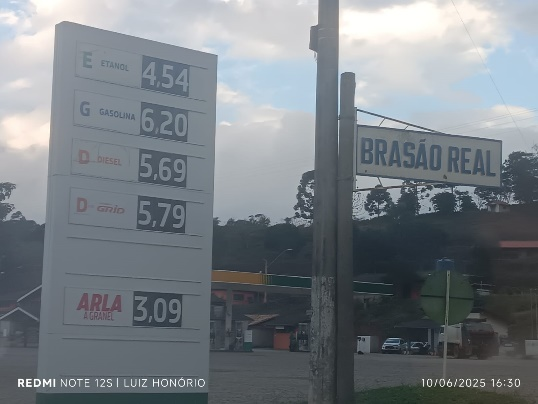 E ETANOL 4,54
G GASOLINA 6,20
D DIESEL 5,69
D GRID 5,79
ARLA
A GRANEL 3,09
BRASÃO REAL
REDMI NOTE 12S | LUIZ HONÓRIO
10/06/2025 16:30